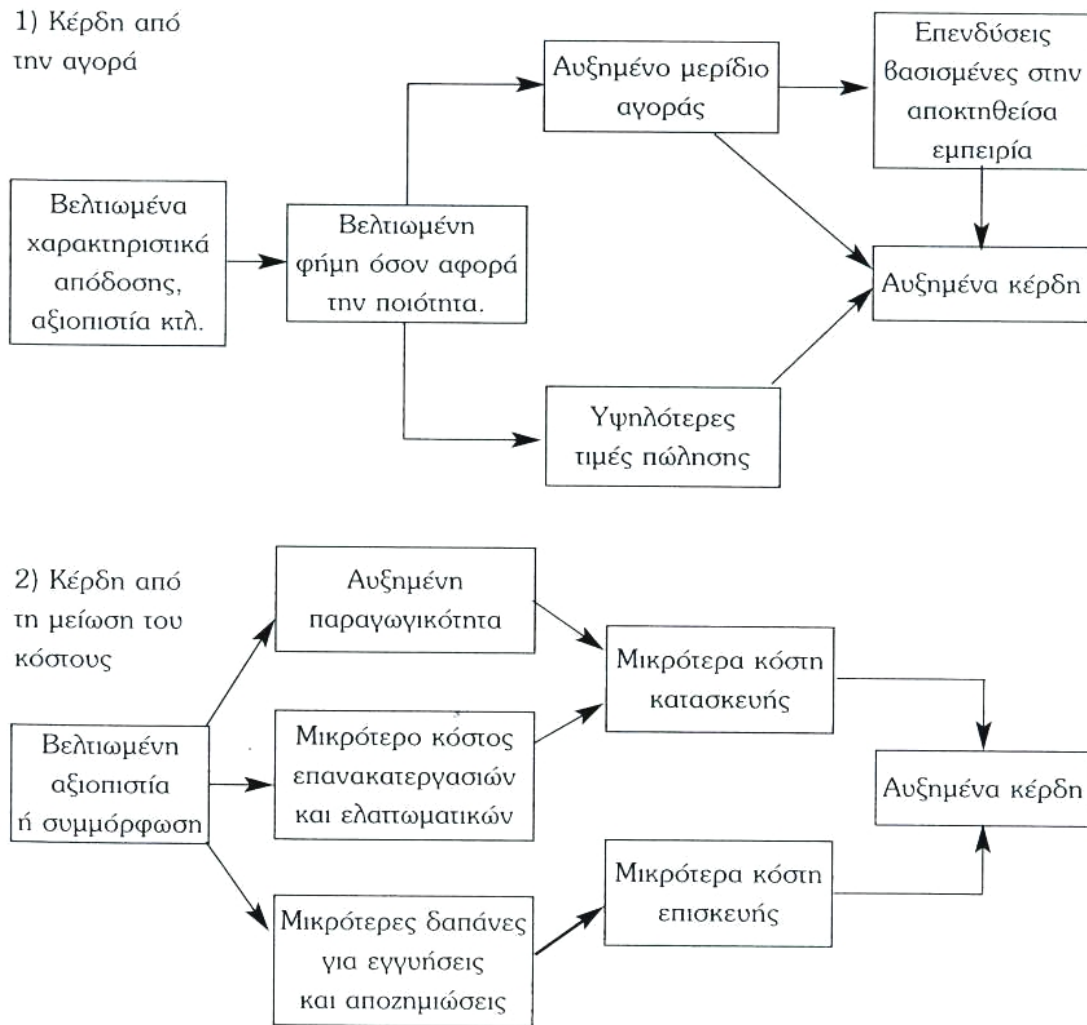 1) Κέρδη από
την αγορά
Βελτιωμένα
χαρακτηριστικά
απόδοσης,
αξιοπιστία κτλ.
Βελτιωμένη
φήμη όσον αφορά
την ποιότητα.
Αυξημένο μερίδιο
αγοράς
Επενδύσεις
βασισμένες στην
αποκτηθείσα
εμπειρία
Υψηλότερες
τιμές πώλησης
Αυξημένα κέρδη
2) Κέρδη από
τη μείωση του
κόστους
Βελτιωμένη
αξιοπιστία
ή συμμόρφωση
Αυξημένη
παραγωγικότητα
Μικρότερο κόστος
επανακατεργασιών
και ελαττωματικών
Μικρότερες δαπάνες
για εγγυήσεις
και αποζημιώσεις
Μικρότερα κόστη
κατασκευής
Μικρότερα κόστη
επισκευής
Αυξημένα κέρδη